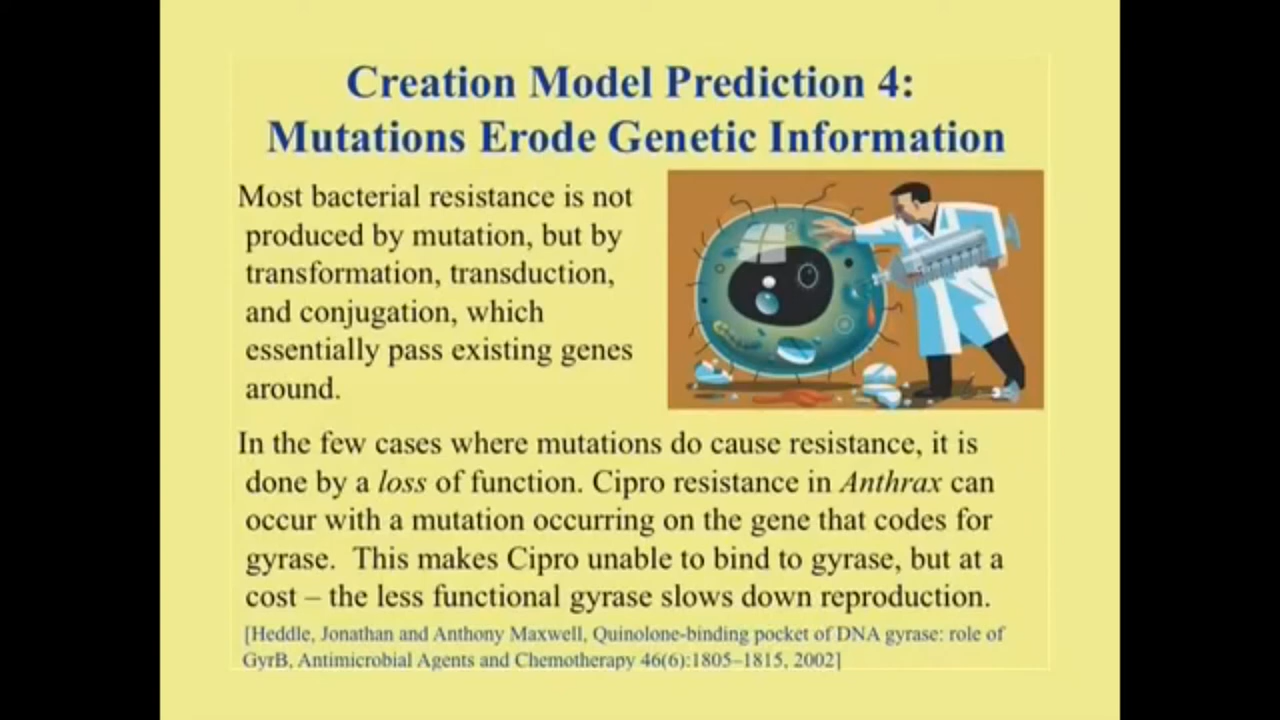 Creation Model Prediction 4:
Mutations Erode Genetic Information
Most bacterial resistance is not
produced by mutation, but by
transformation, transduction,
and conjugation, which
essentially pass existing genes
around.
In the few cases where mutations do cause resistance, it is
done by a loss of function. Cipro resistance in Anthrax can
occur with a mutation occurring on the gene that codes for
gyrase. This makes Cipro unable to bind to gyrase, but at a
cost – the less functional gyrase slows down reproduction.
[Heddle, Jonathan and Anthony Maxwell, Quinolone-binding pocket of DNA gyrase: role of
GyrB, Antimicrobial Agents and Chemotherapy 46(6):1805–1815, 2002]